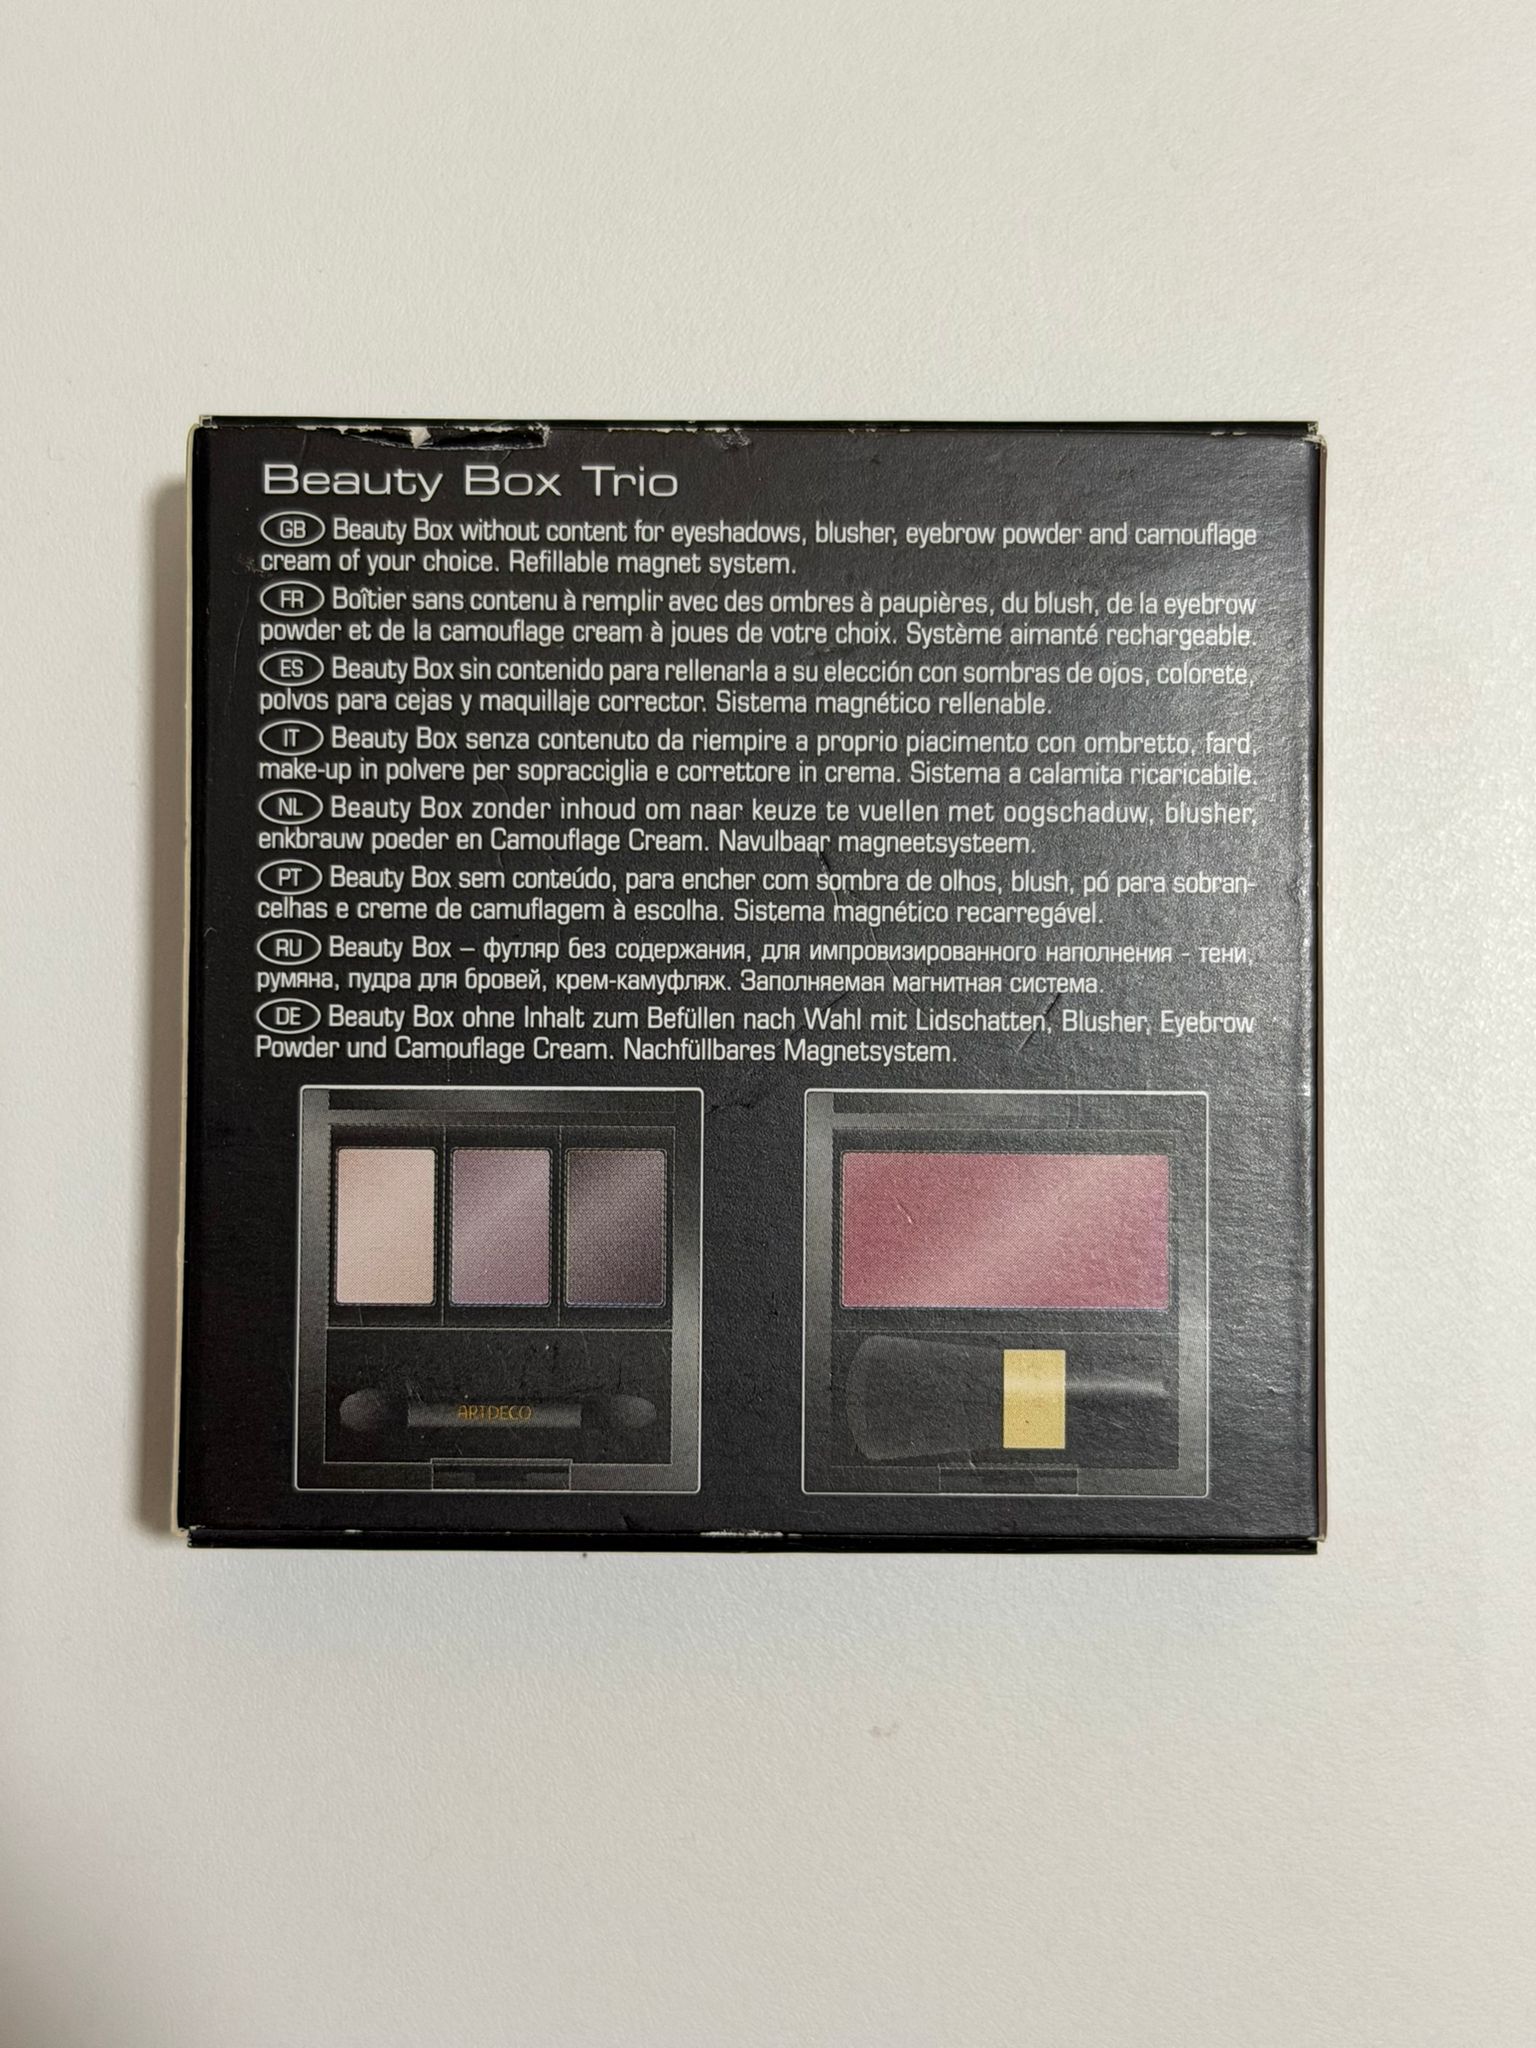 Beauty Box Trio
GB Beauty Box without content for eyeshadows, blusher, eyebrow powder and camouflage
cream of your choice. Refillable magnet system.
FR Boîtier sans contenu à remplir avec des ombres à paupières, du blush, de la eyebrow
powder et de la camouflage cream à joues de votre choix. Système aimanté rechargeable.
ES Beauty Box sin contenido para rellenarla a su elección con sombras de ojos, colorete,
polvos para cejas y maquillaje corrector. Sistema magnético rellenable.
IT Beauty Box senza contenuto da riempire a proprio piacimento con ombretto, fard,
make-up in polvere per sopracciglia e correttore in crema. Sistema a calamita ricaricabile.
NL Beauty Box zonder inhoud om naar keuze te vuellen met oogschaduw, blusher,
enkbrauw poeder en Camouflage Cream. Navulbaar magneetsysteem.
PT Beauty Box sem conteúdo, para encher com sombra de olhos, blush, pó para sobran-
celhas e creme de camuflagem à escolha. Sistema magnético recarregável.
RU Beauty Box – футляр без содержания, для импровизированного наполнения - тени,
румяна, пудра для бровей, крем-камуфляж. Заполняемая магнитная система.
DE Beauty Box ohne Inhalt zum Befüllen nach Wahl mit Lidschatten, Blusher, Eyebrow
Powder und Camouflage Cream. Nachfüllbares Magnetsystem.
ARTDECO